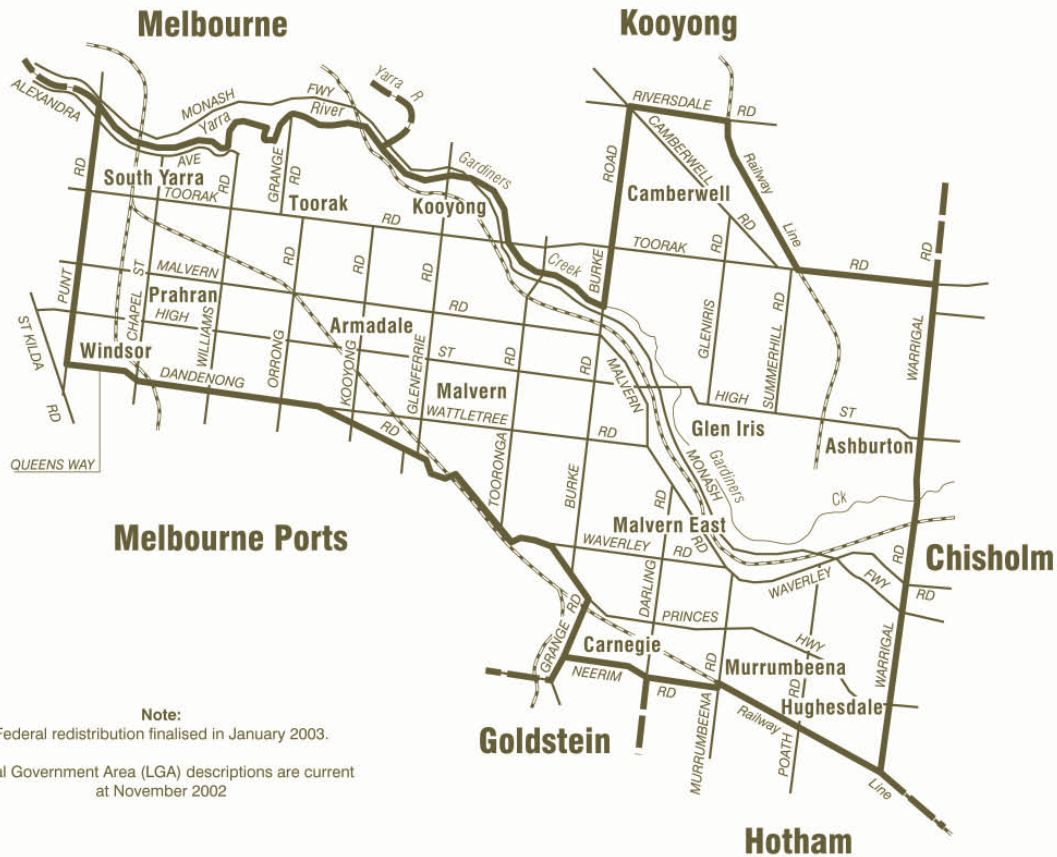 Melbourne
Kooyong
ALEXANDRA
AVE
MONASH
FWY
Yarra
River
Yarra R
Gardiners
Creek
RIVERSDALE
RD
CAMBERWELL
RD
Railway
Line
ROAD
BURKE
Camberwell
South Yarra
TOORAK
RD
GRANGE
RD
Toorak
Kooyong
RD
TOORAK
RD
RD
RD
PUNT
RD
ST
CHAPEL
MALVERN
RD
Prahran
HIGH
ST
WILLIAMS
RD
ORRONG
RD
KOOYONG
RD
GLENFERRIE
RD
Armadale
ST KILDA
RD
Windsor
DANDENONG
RD
QUEENS WAY
Malvern
WATTLETREE
RD
TOORONGA
RD
BURKE
RD
MALVERN
RD
GLENIRIS
RD
SUMMERHILL
RD
WARRIGAL
RD
HIGH
ST
Glen Iris
Ashburton
MONASH
Gardiners
Ck
FWY
Melbourne Ports
Malvern East
WAVERLEY
RD
WAVERLEY
RD
Chisholm
DARLING
RD
PRINCES
HWY
WARRIGAL
RD
GRANGE
RD
Carnegie
NEERIM
RD
Murrumbeena
MURRUMBEENA
RD
Hughesdale
POATH
RD
Railway
Line
Goldstein
Hotham
Note:
Federal redistribution finalised in January 2003.
al Government Area (LGA) descriptions are current
at November 2002